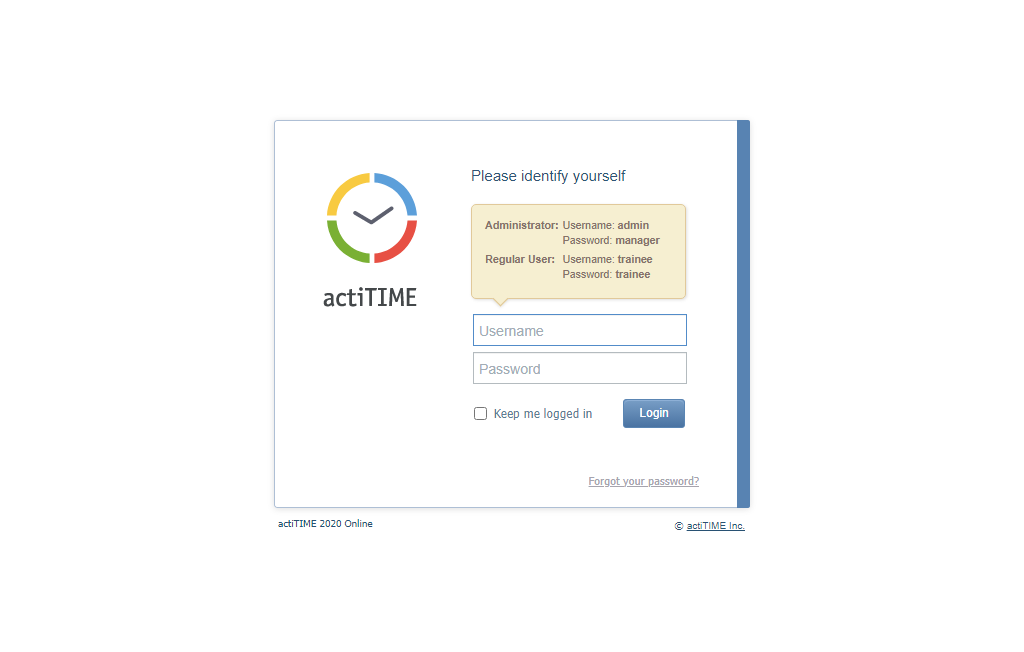 Please identify yourself
Administrator: Username: admin
Password: manager
Regular User: Username: trainee
Password: trainee
actiTIME
Username
Password
Keep me logged in Login
Forgot your password?
actiTIME 2020 Online © actiTIME Inc.